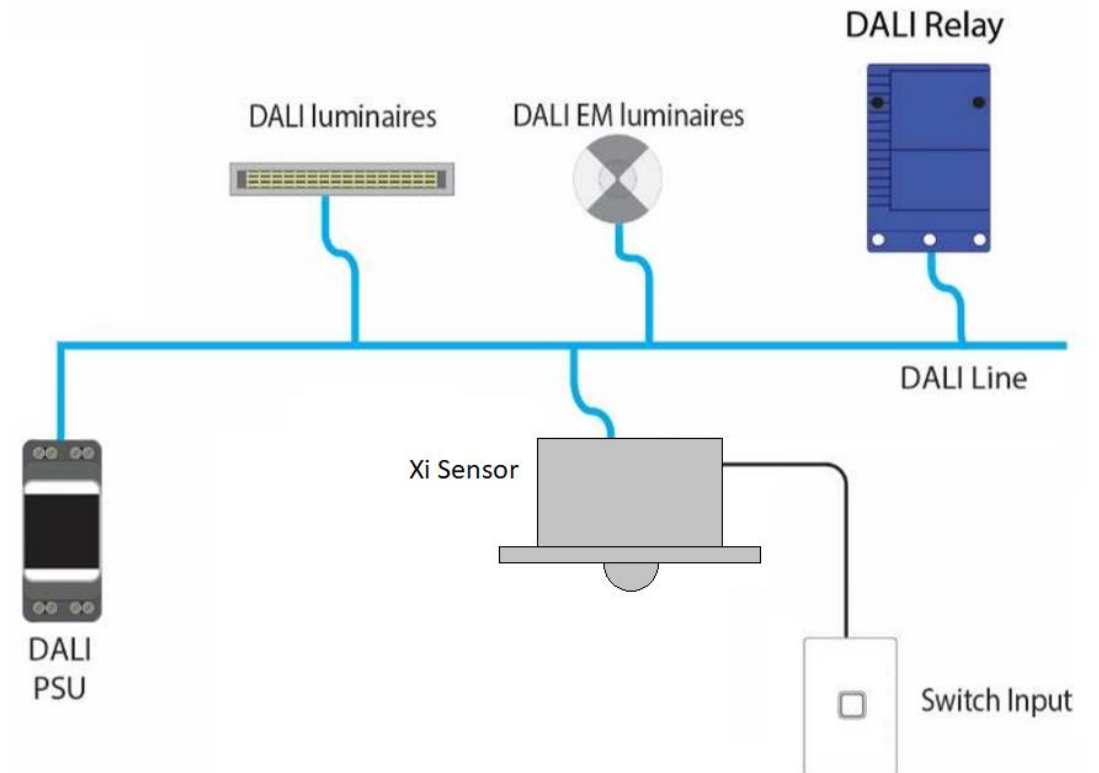 DALI Relay
DALI luminaires
DALI EM luminaires
DALI Line
Xi Sensor
DALI
PSU
Switch Input